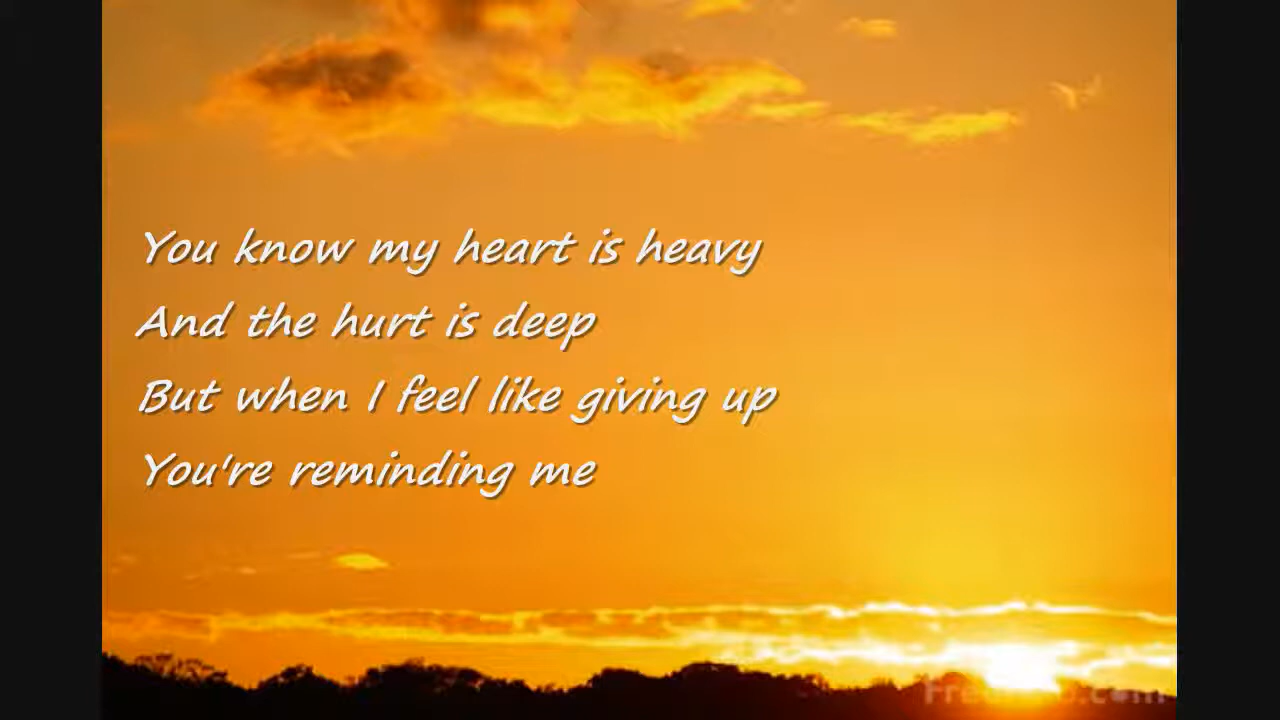 You know my heart is heavy
And the hurt is deep
But when I feel like giving up
You're reminding me